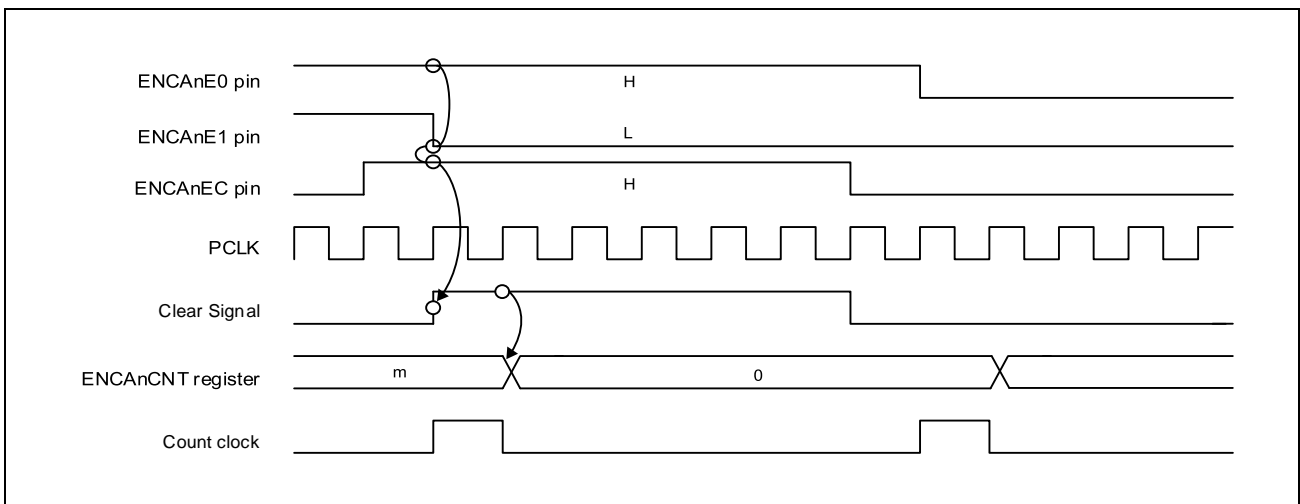 ENCAnE0 pin
H
ENCAnE1 pin
L
ENCAnEC pin
H
PCLK
Clear Signal
ENCAnCNT register
m
0
Count clock